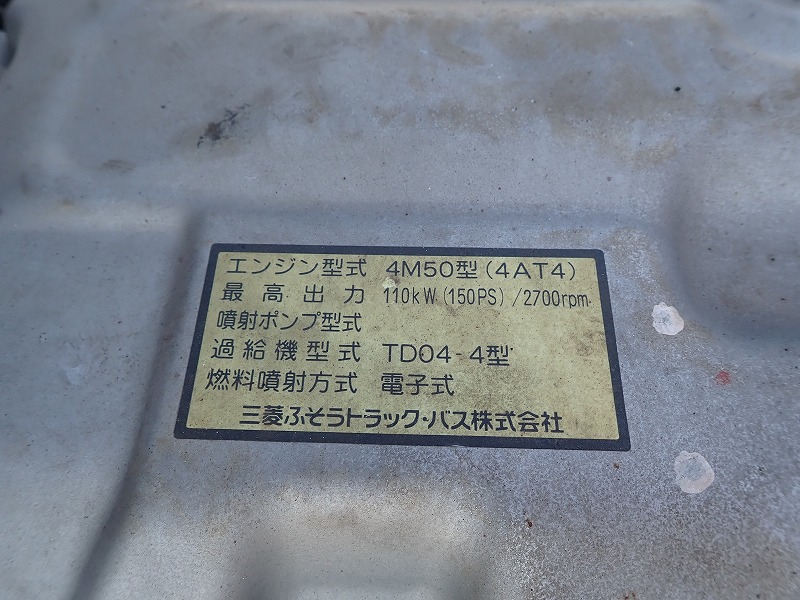 エンジン型式 4M50型(4AT4)
最高出力 110kW(150PS)/2700rpm
噴射ポンプ型式
過給機型式 TD04-4型
燃料噴射方式 電子式
三菱ふそうトラック・バス株式会社